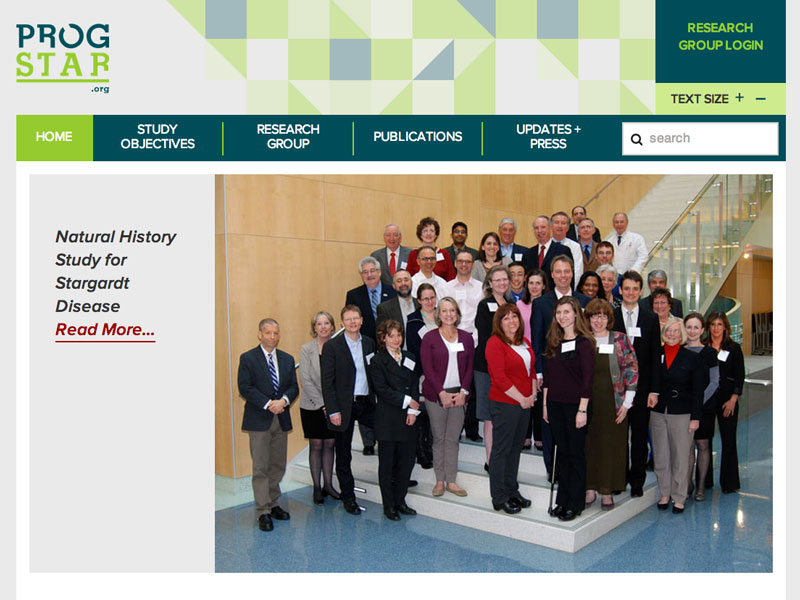 PROG
STAR
.org
RESEARCH
GROUP LOGIN
TEXT SIZE + –
HOME
STUDY
OBJECTIVES
RESEARCH
GROUP
PUBLICATIONS
UPDATES +
PRESS
search
Natural History
Study for
Stargardt
Disease
Read More...